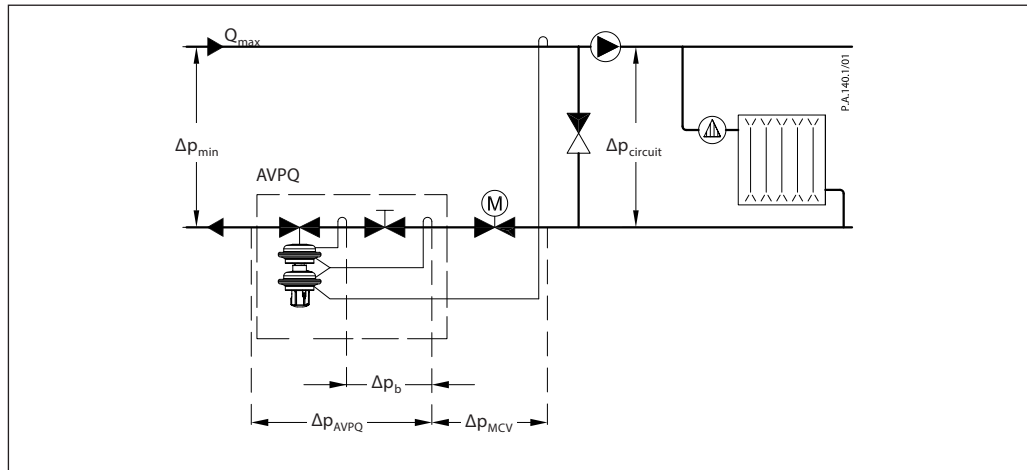 Q_max
P.A.140.1/01
Δp_min
Δp_circuit
AVPQ
M
Δp_b
Δp_AVPQ
Δp_MCV